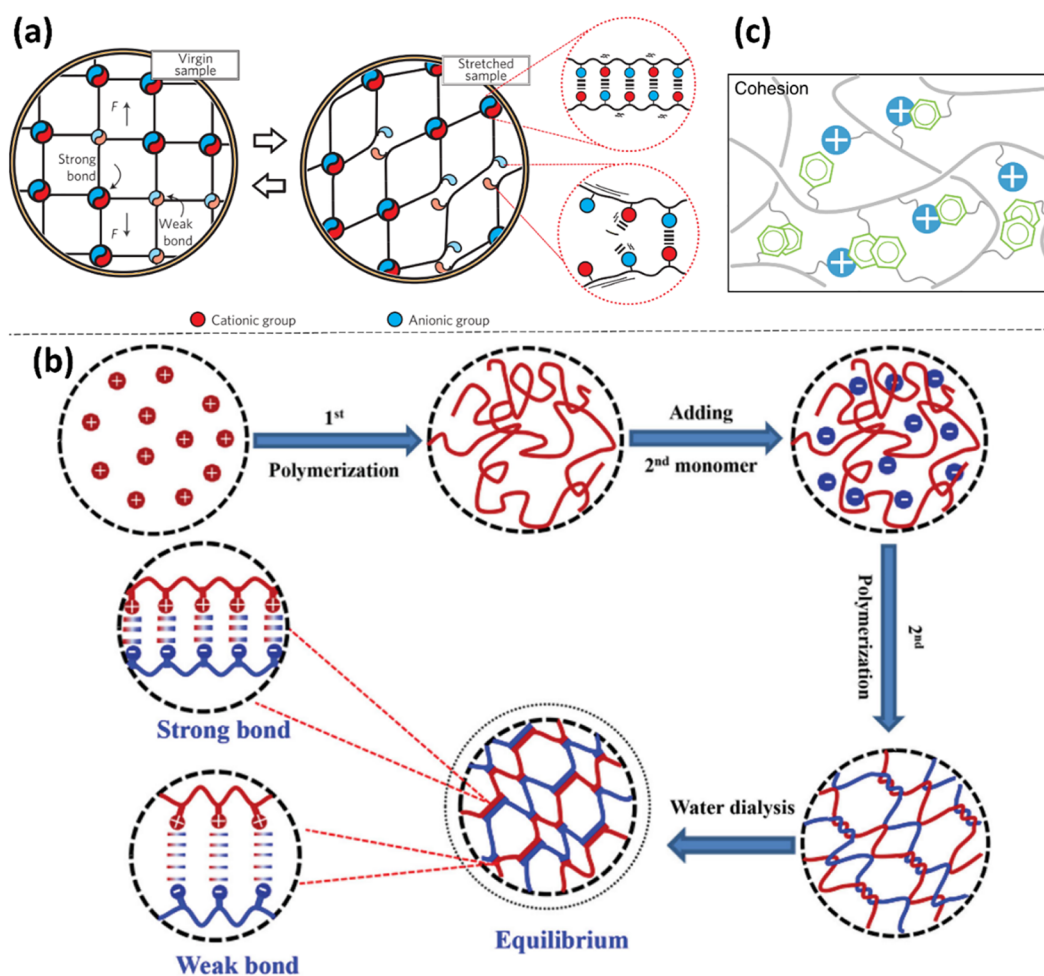 (a)
Virgin
sample
F
Strong
bond
F
Weak
bond
Stretched
sample
Cationic group
Anionic group
(c)
Cohesion
(b)
1st
Polymerization
Adding
2nd monomer
2nd
Polymerization
Water dialysis
Equilibrium
Strong bond
Weak bond